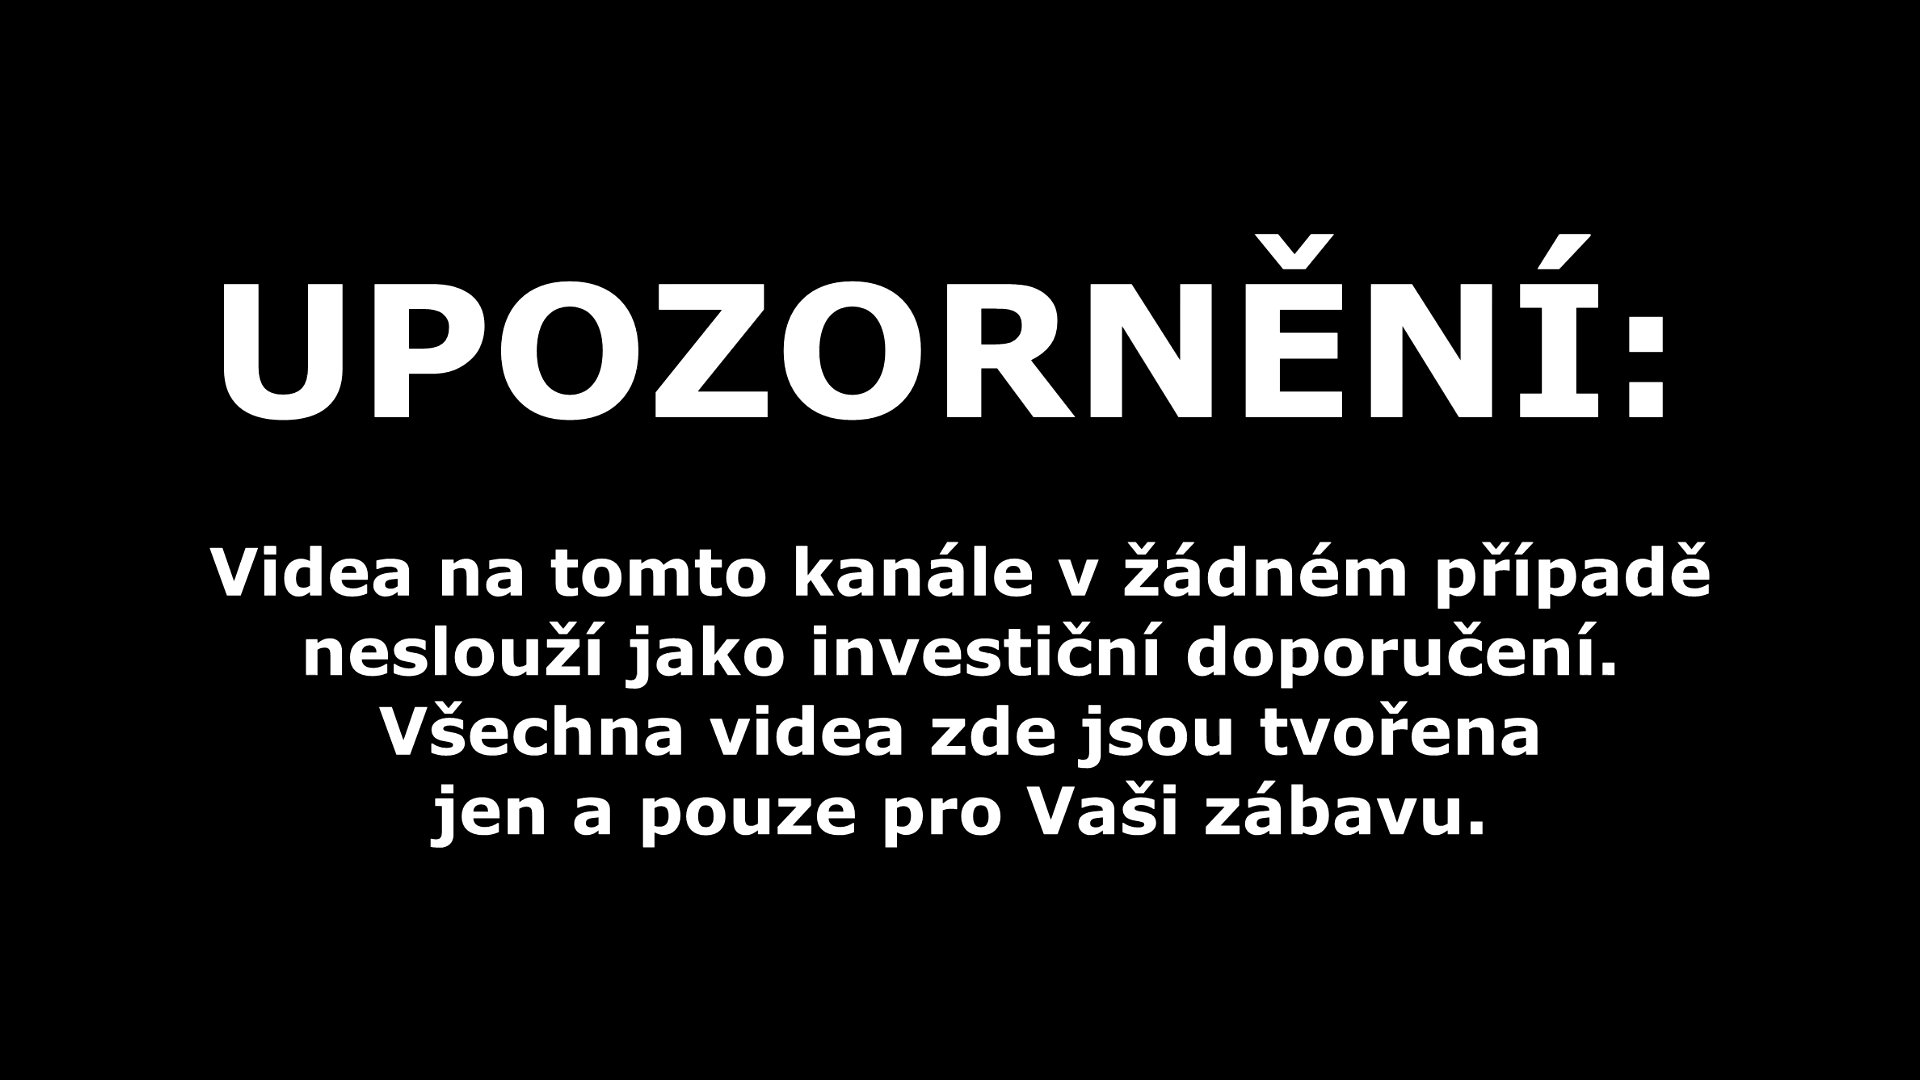 UPOZORNĚNÍ:
Videa na tomto kanále v žádném případě
neslouží jako investiční doporučení.
Všechna videa zde jsou tvořena
jen a pouze pro Vaši zábavu.